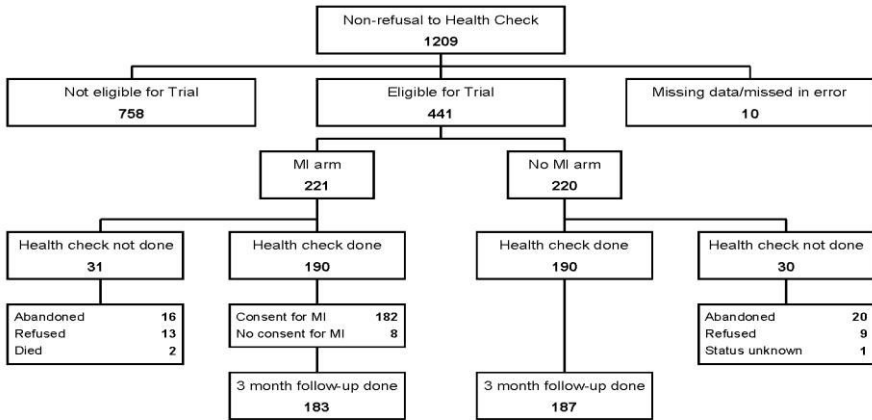 Non-refusal to Health Check
1209
Not eligible for Trial
758
Eligible for Trial
441
Missing data/missed in error
10
MI arm
221
No MI arm
220
Health check not done
31
Health check done
190
Health check done
190
Health check not done
30
Abandoned 16
Refused 13
Died 2
Consent for MI 182
No consent for MI 8
Abandoned 20
Refused 9
Status unknown 1
3 month follow-up done
183
3 month follow-up done
187